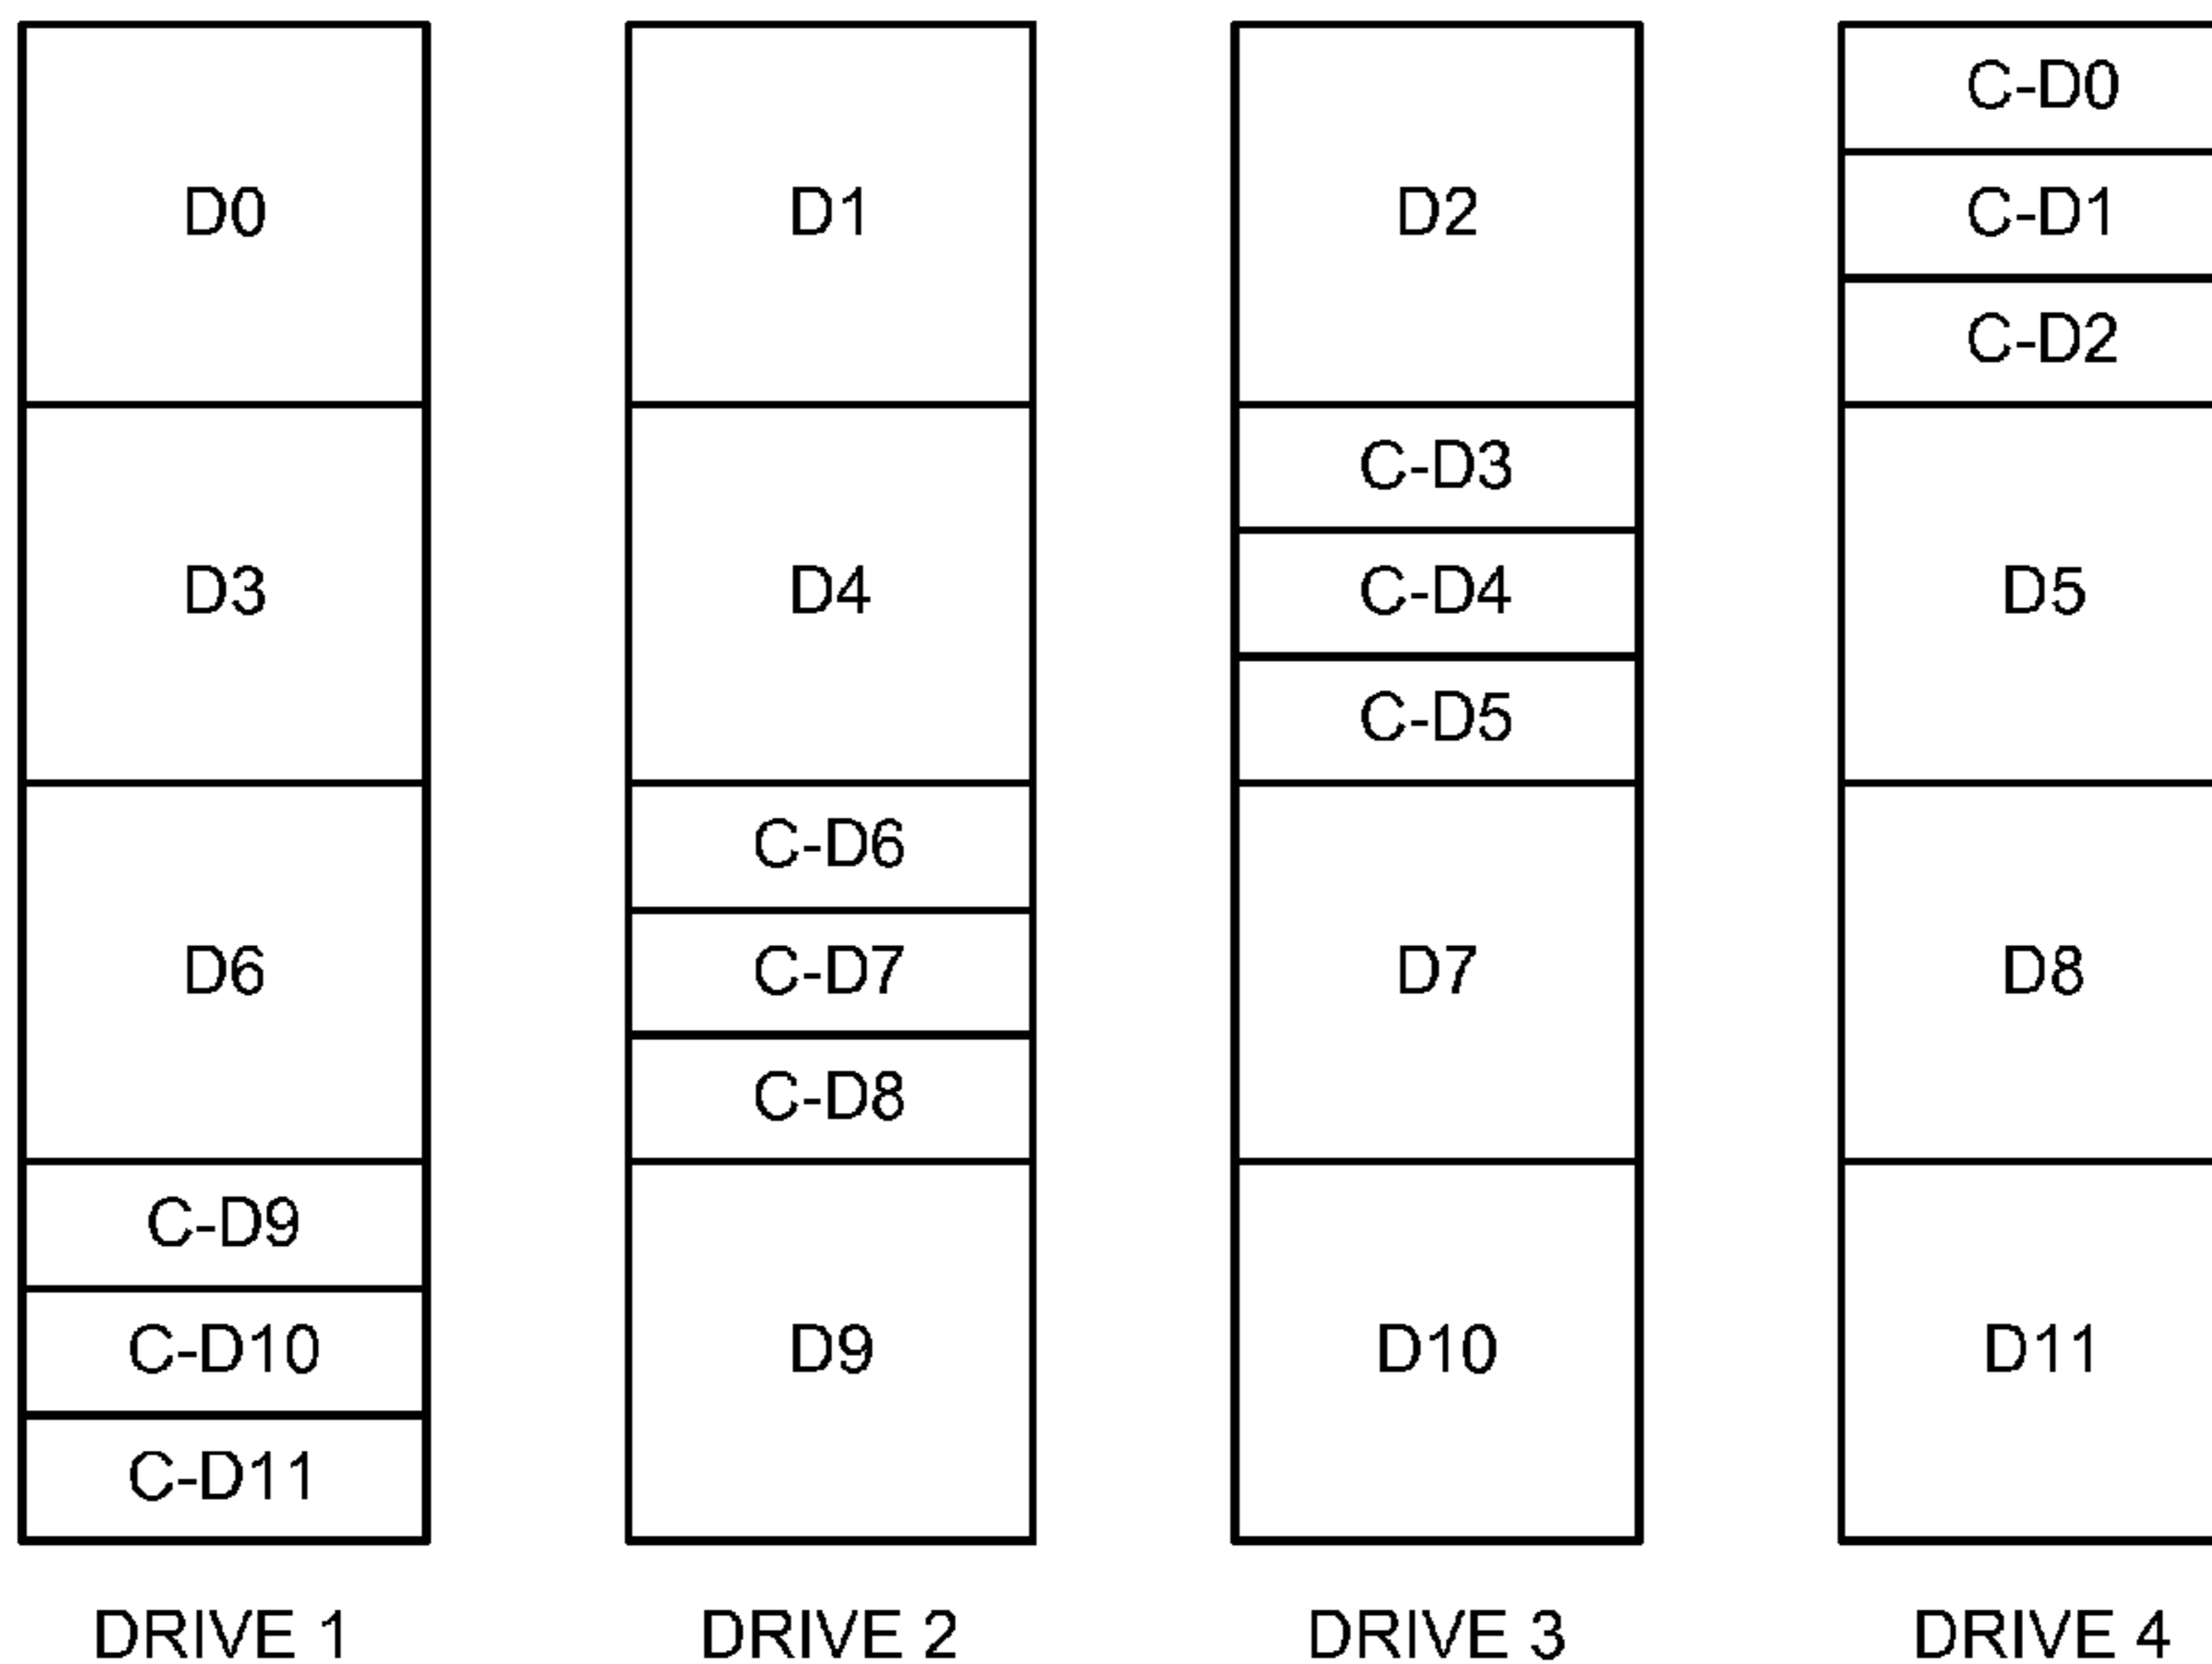 D0
D3
D6
C-D9
C-D10
C-D11
DRIVE 1
D1
D4
C-D6
C-D7
C-D8
D9
DRIVE 2
D2
C-D3
C-D4
C-D5
D7
D10
DRIVE 3
C-D0
C-D1
C-D2
D5
D8
D11
DRIVE 4